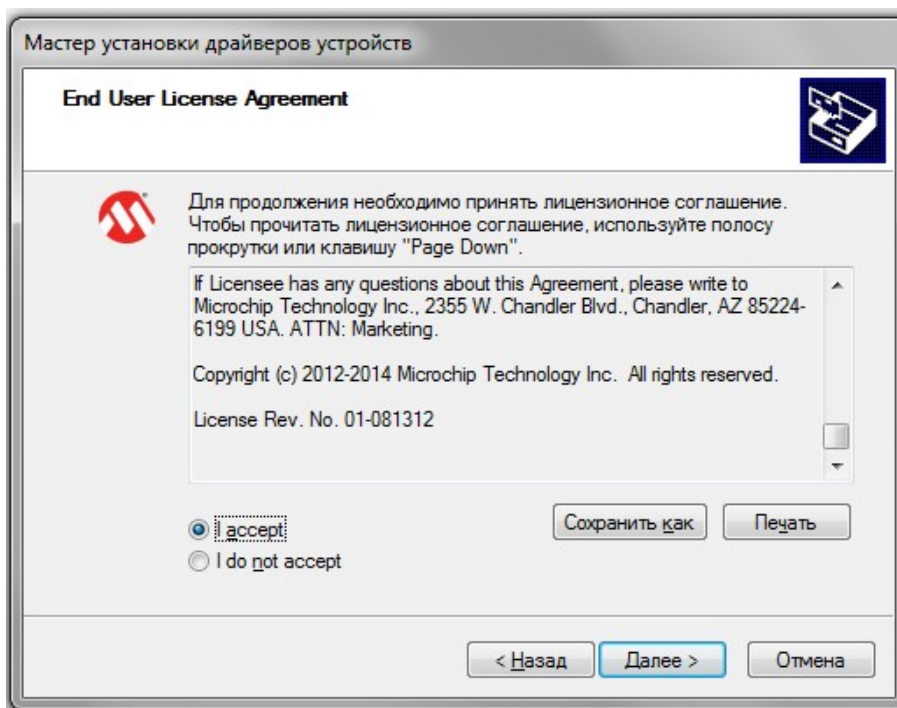 Мастер установки драйверов устройств
End User License Agreement
Для продолжения необходимо принять лицензионное соглашение.
Чтобы прочитать лицензионное соглашение, используйте полосу
прокрутки или клавишу "Page Down".
If Licensee has any questions about this Agreement, please write to
Microchip Technology Inc., 2355 W. Chandler Blvd., Chandler, AZ 85224-
6199 USA. ATTN: Marketing.
Copyright (c) 2012-2014 Microchip Technology Inc.  All rights reserved.
License Rev. No. 01-081312
I accept
Сохранить как
Печать
I do not accept
< Назад
Далее >
Отмена